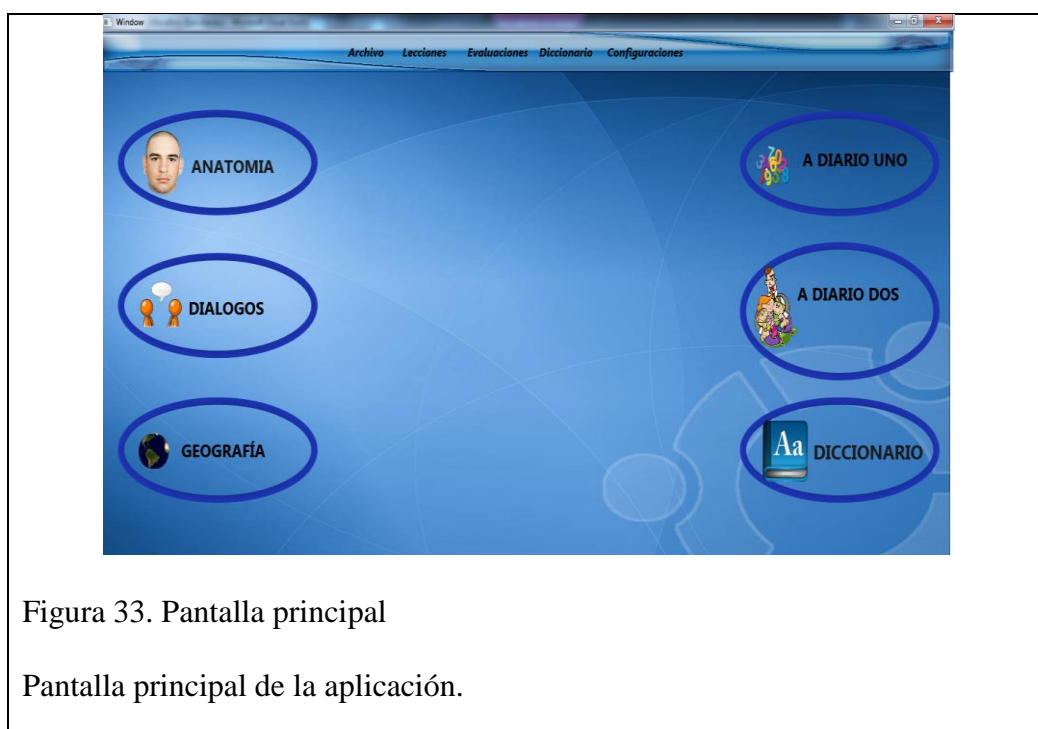 Window
Archivo Lecciones Evaluaciones Diccionario Configuraciones
ANATOMIA
A DIARIO UNO
DIALOGOS
A DIARIO DOS
GEOGRAFÍA
Aa DICCIONARIO
Figura 33. Pantalla principal
Pantalla principal de la aplicación.